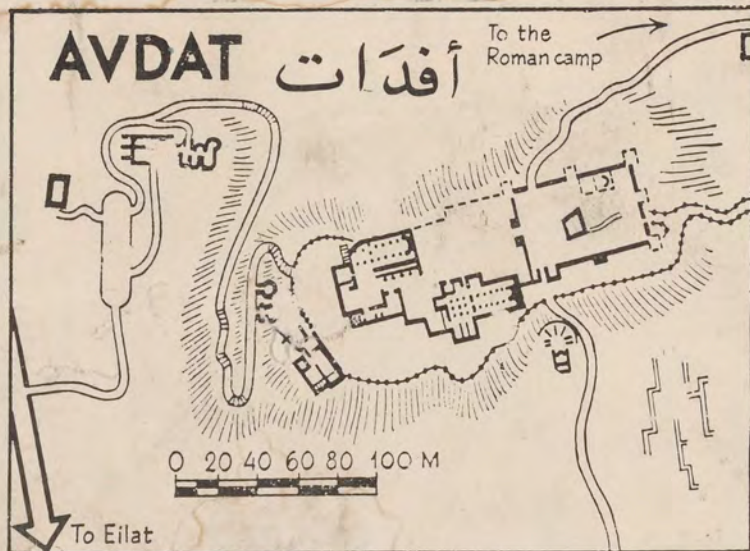 AVDAT أفدَات
To the
Roman camp
0 20 40 60 80 100 M
To Eilat